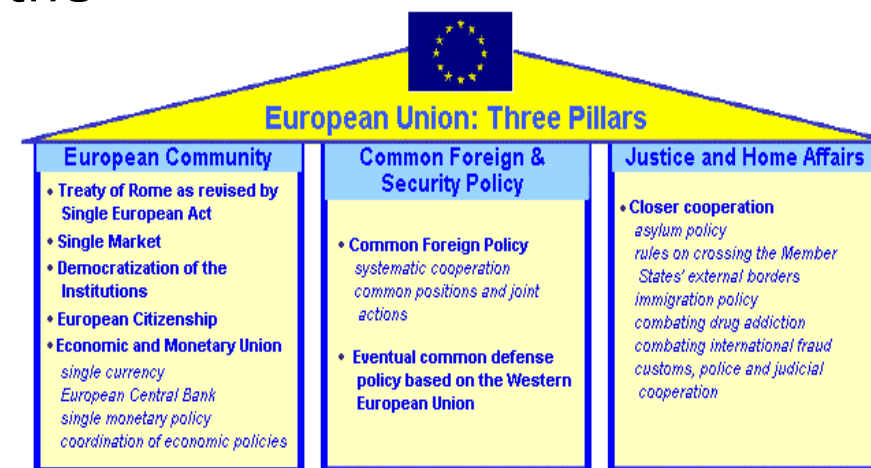 the
European Union: Three Pillars
European Community
• Treaty of Rome as revised by
Single European Act
• Single Market
• Democratization of the
Institutions
• European Citizenship
• Economic and Monetary Union
single currency
European Central Bank
single monetary policy
coordination of economic policies
Common Foreign &
Security Policy
• Common Foreign Policy
systematic cooperation
common positions and joint
actions
• Eventual common defense
policy based on the Western
European Union
Justice and Home Affairs
• Closer cooperation
asylum policy
rules on crossing the Member
States' external borders
immigration policy
combating drug addiction
combating international fraud
customs, police and judicial
cooperation